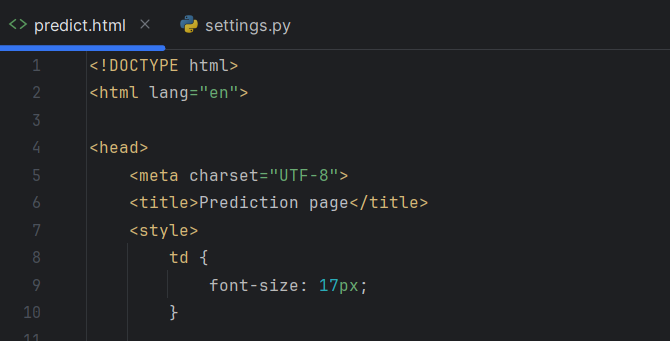 predict.html × settings.py
1 <!DOCTYPE html>
2 <html lang="en">
3
4 <head>
5 <meta charset="UTF-8">
6 <title>Prediction page</title>
7 <style>
8 td {
9 font-size: 17px;
10 }